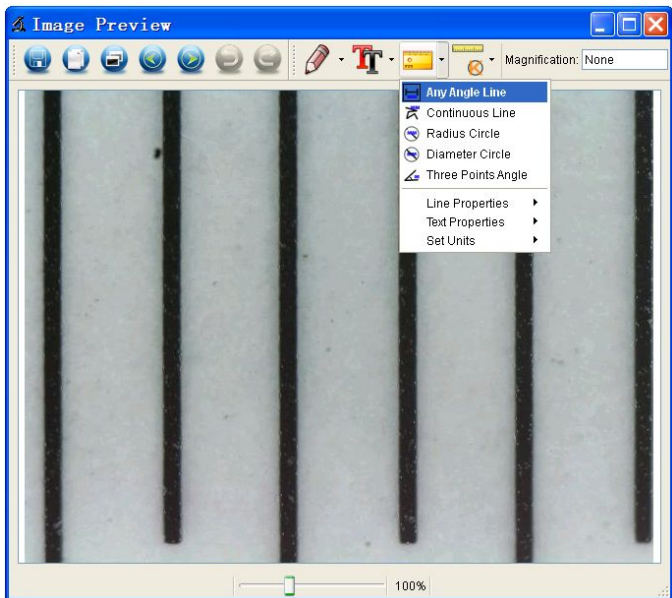 Image Preview
TT
Magnification: None
Any Angle Line
Continuous Line
Radius Circle
Diameter Circle
Three Points Angle
Line Properties
Text Properties
Set Units
100%